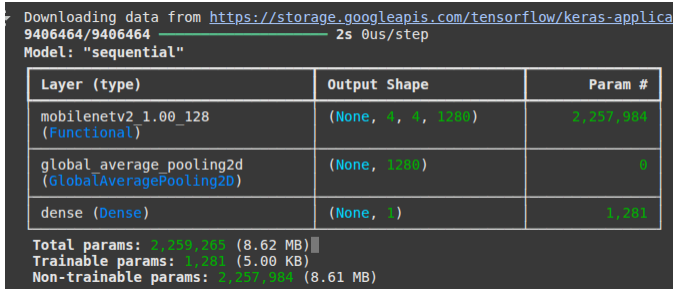 Downloading data from https://storage.googleapis.com/tensorflow/keras-applica
9406464/9406464 ━━━━━━━━━━━━━━━━━━━━ 2s 0us/step
Model: "sequential"
Layer (type) Output Shape Param #
mobilenetv2_1.00_128 (None, 4, 4, 1280) 2,257,984
(Functional)
global_average_pooling2d (None, 1280) 0
(GlobalAveragePooling2D)
dense (Dense) (None, 1) 1,281
Total params: 2,259,265 (8.62 MB)
Trainable params: 1,281 (5.00 KB)
Non-trainable params: 2,257,984 (8.61 MB)